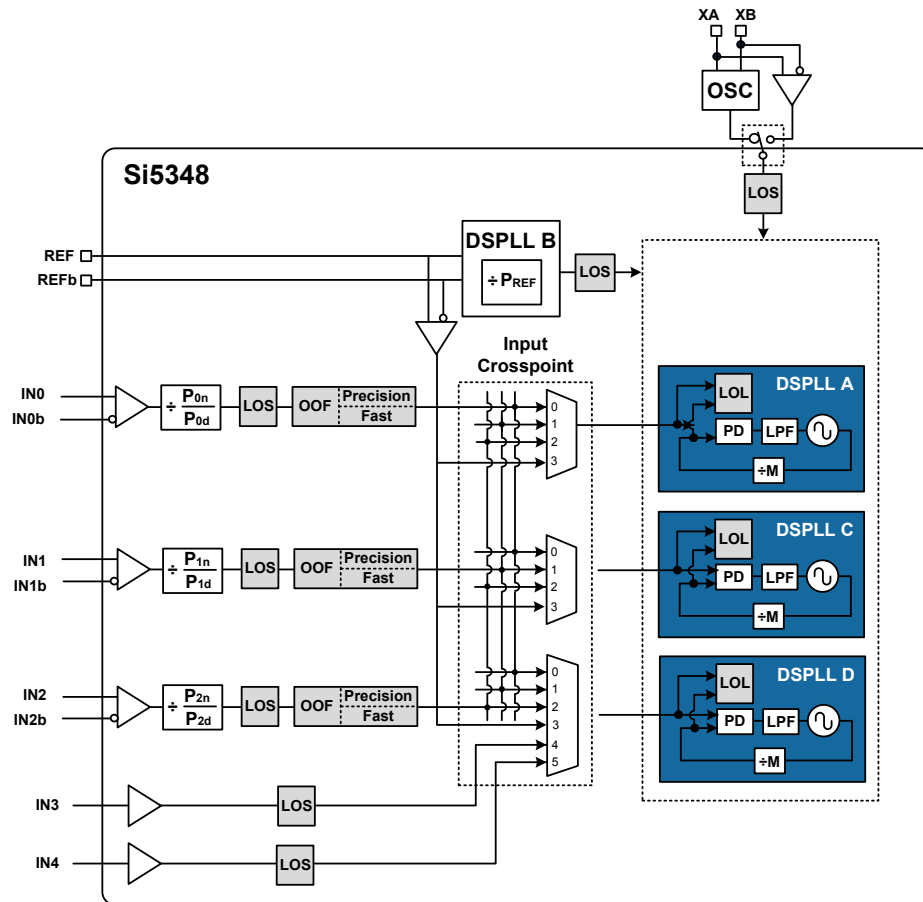 XA XB
OSC
Si5348
LOS
REF
REFb
DSPLL B
÷ PREF
LOS
Input
Crosspoint
IN0
IN0b
÷ P0n
P0d
LOS
OOF
Precision
Fast
0
1
2
3
DSPLL A
LOL
PD
LPF
÷M
IN1
IN1b
÷ P1n
P1d
LOS
OOF
Precision
Fast
0
1
2
3
DSPLL C
LOL
PD
LPF
÷M
IN2
IN2b
÷ P2n
P2d
LOS
OOF
Precision
Fast
0
1
2
3
4
5
DSPLL D
LOL
PD
LPF
÷M
IN3
LOS
IN4
LOS